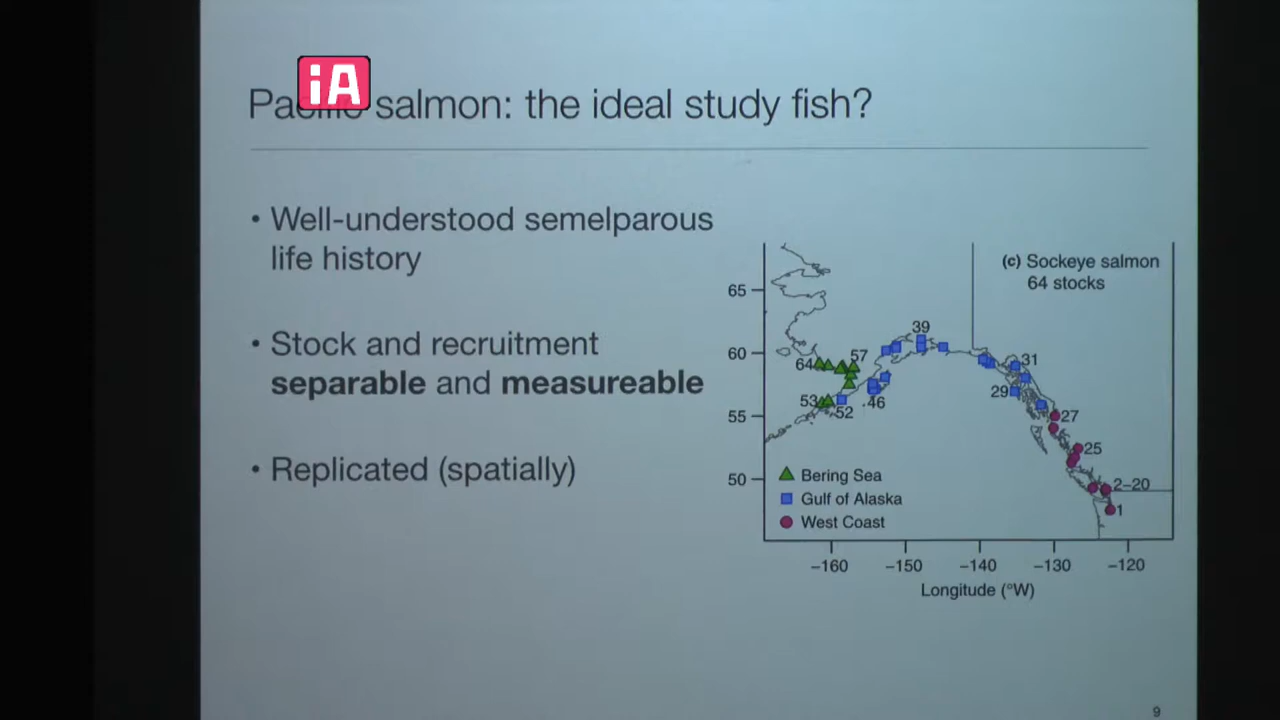 iA
Pacific salmon: the ideal study fish?
• Well-understood semelparous
life history
• Stock and recruitment
separable and measureable
• Replicated (spatially)
(c) Sockeye salmon
64 stocks
65
60
55
50
39
57
64
31
29
46
53
52
27
25
2–20
1
Bering Sea
Gulf of Alaska
West Coast
–160
–150
–140
–130
–120
Longitude (°W)
9